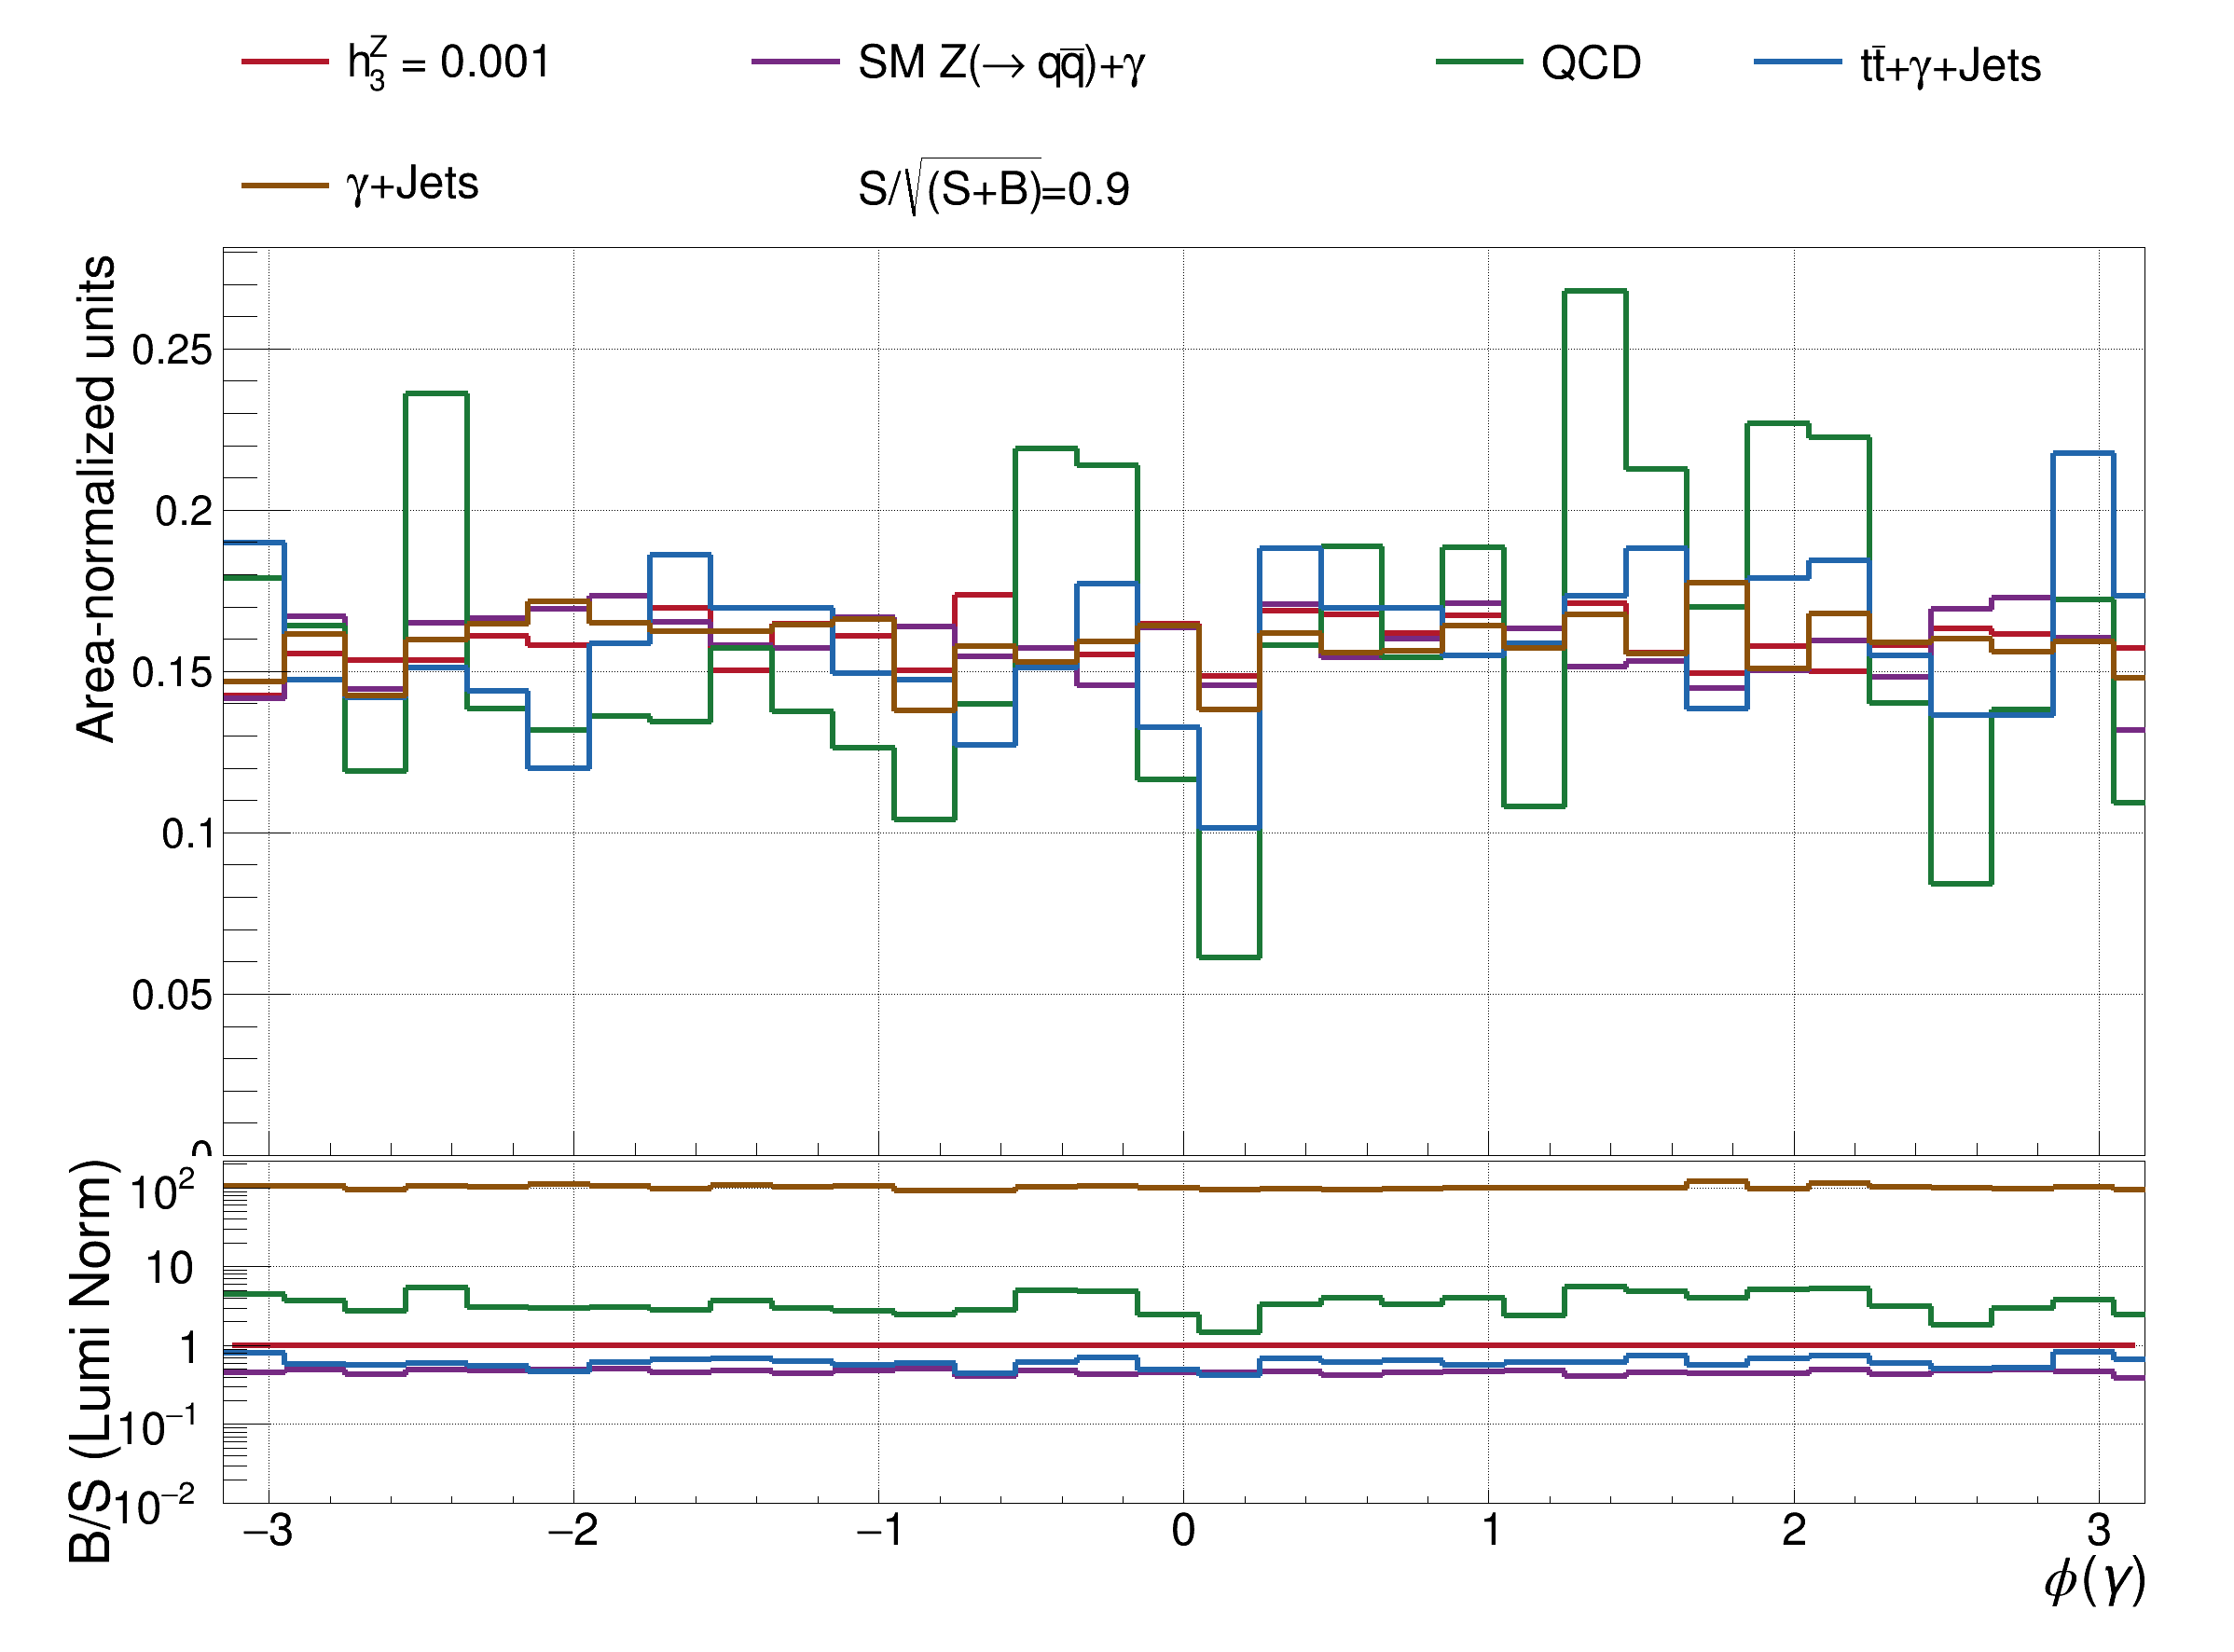 h₃ᶻ = 0.001 SM Z(→ qq̅)+γ QCD tt̅+γ+Jets
γ+Jets S/√(S+B)=0.9
Area-normalized units
0.25
0.2
0.15
0.1
0.05
0
B/S (Lumi Norm)
10²
10
1
10⁻¹
10⁻²
−3 −2 −1 0 1 2 3
ϕ(γ)